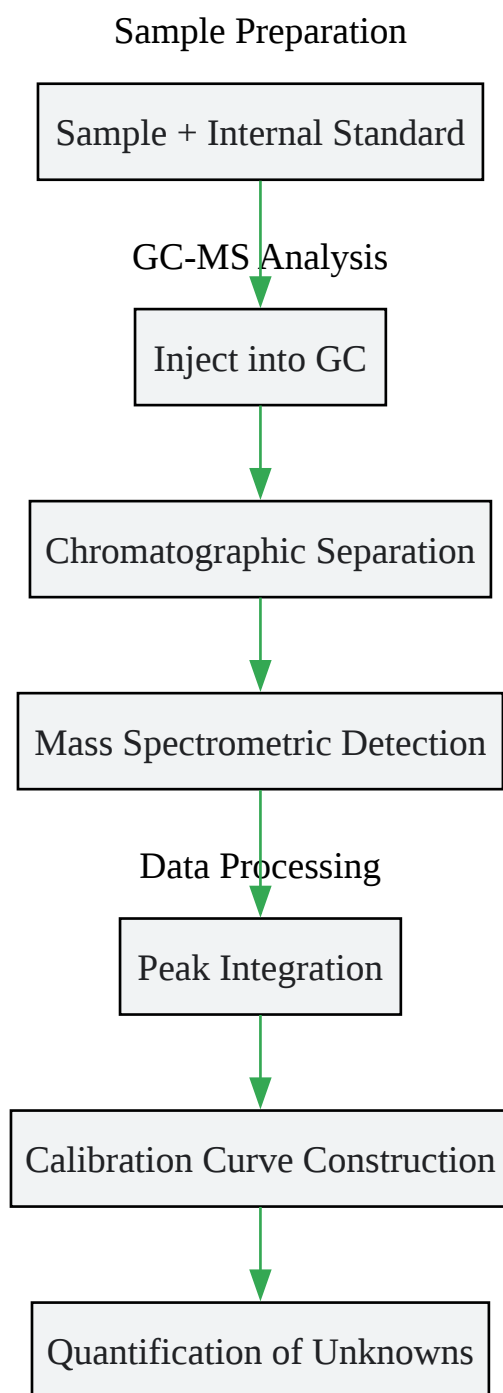 Sample Preparation
Sample + Internal Standard
GC-MS Analysis
Inject into GC
Chromatographic Separation
Mass Spectrometric Detection
Data Processing
Peak Integration
Calibration Curve Construction
Quantification of Unknowns